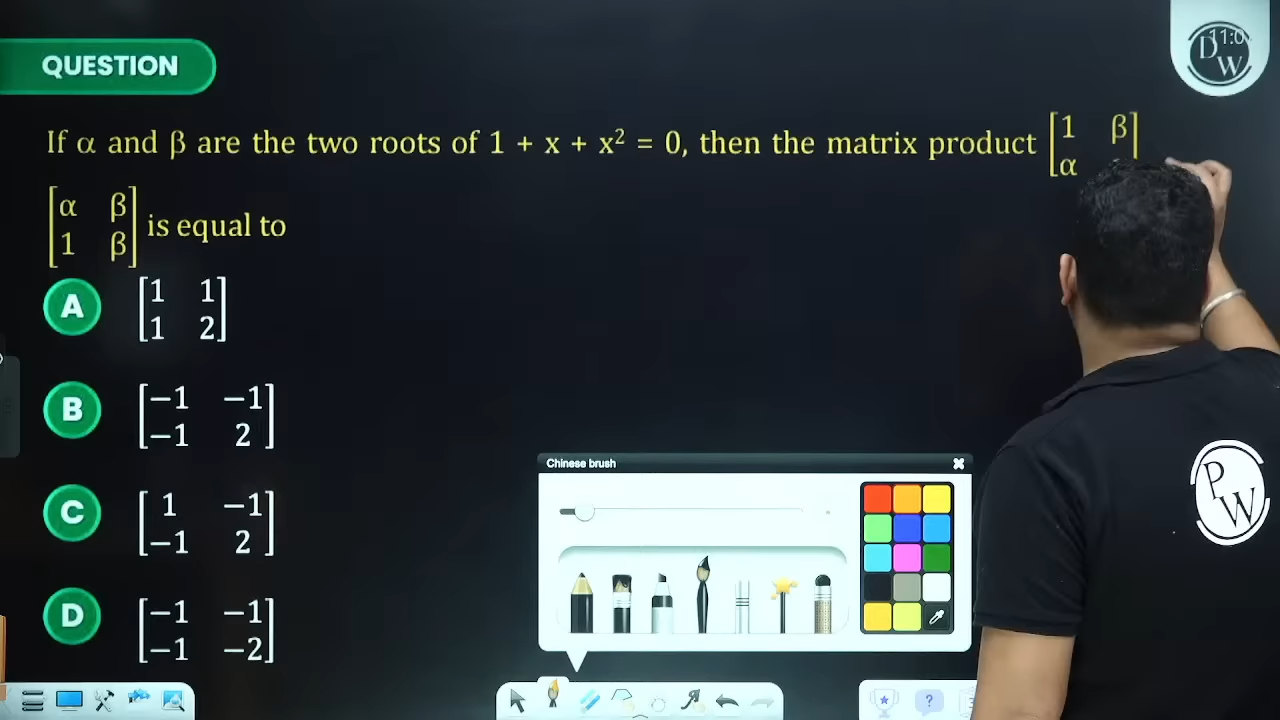 QUESTION
11:0
If α and β are the two roots of 1 + x + x² = 0, then the matrix product [1 β]
[α
[α β]
[1 β] is equal to
A [1 1]
[1 2]
B [−1 −1]
[−1 2]
C [1 −1]
[−1 2]
D [−1 −1]
[−1 −2]
Chinese brush
P W
?